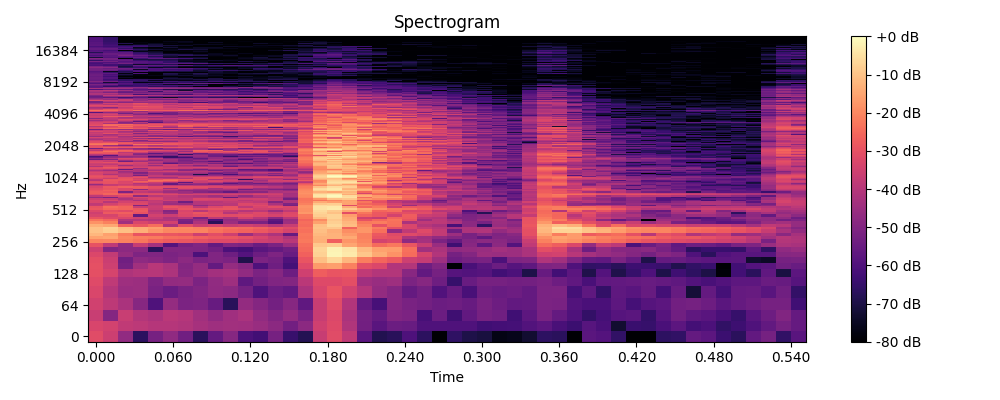 Spectrogram
16384
8192
4096
2048
1024
512
256
128
64
0
Hz
0.000 0.060 0.120 0.180 0.240 0.300 0.360 0.420 0.480 0.540
Time
+0 dB
-10 dB
-20 dB
-30 dB
-40 dB
-50 dB
-60 dB
-70 dB
-80 dB